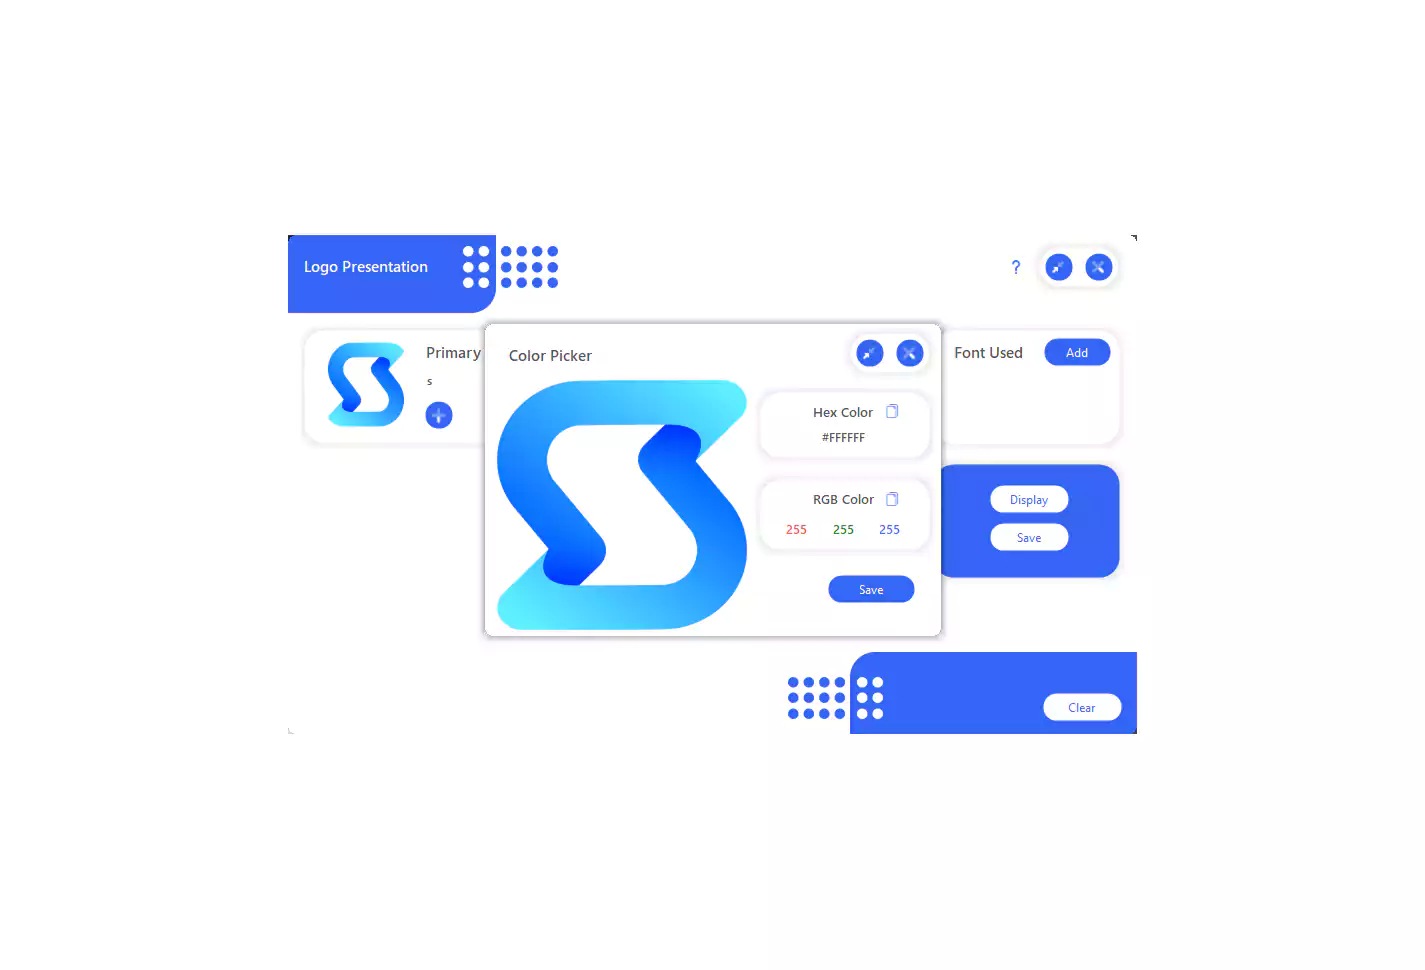 Logo Presentation
?
Primary
s
Color Picker
Hex Color
#FFFFFF
RGB Color
255 255 255
Save
Font Used
Add
Display
Save
Clear